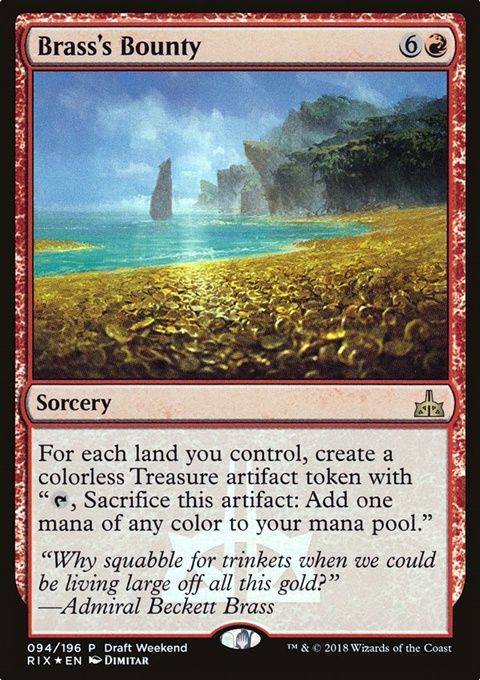 Brass's Bounty 6
Sorcery
For each land you control, create a
colorless Treasure artifact token with
“, Sacrifice this artifact: Add one
mana of any color to your mana pool.”
“Why squabble for trinkets when we could
be living large off all this gold?”
—Admiral Beckett Brass
094/196 P Draft Weekend
RIX★EN DIMITAR
™ & © 2018 Wizards of the Coast